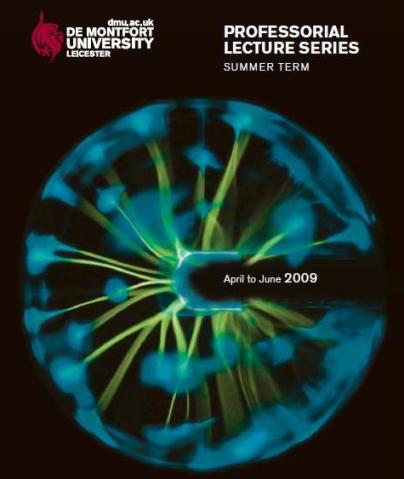 dmu.ac.uk
DE MONTFORT
UNIVERSITY
LEICESTER
PROFESSORIAL
LECTURE SERIES
SUMMER TERM
April to June 2009